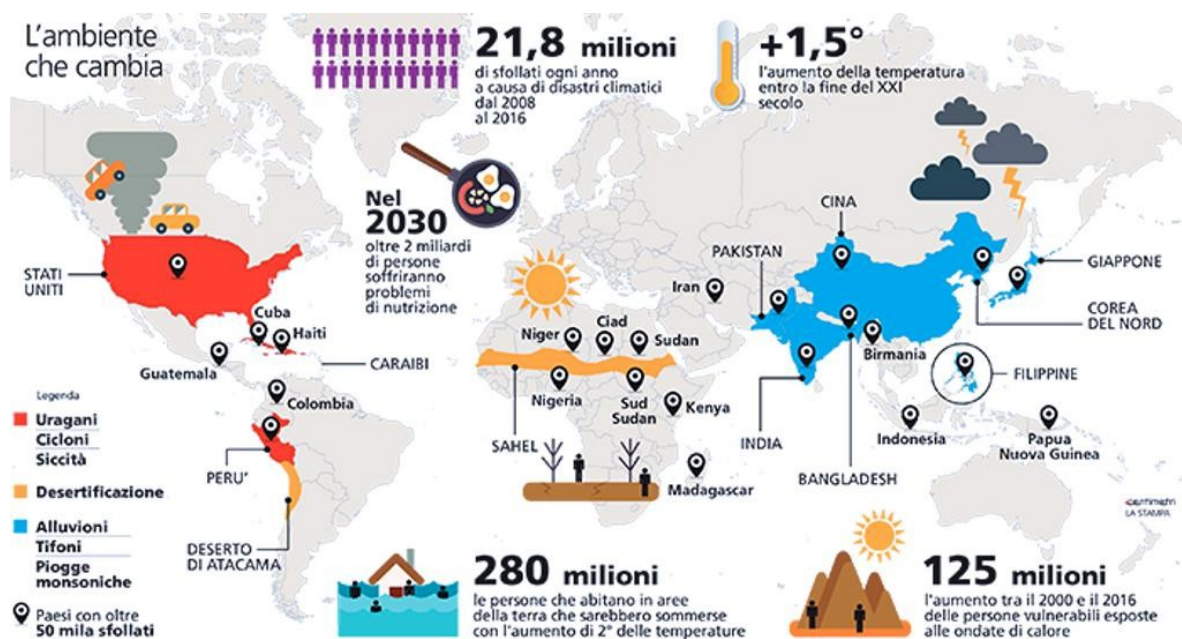 L'ambiente
che cambia
21,8 milioni
di sfollati ogni anno
a causa di disastri climatici
dal 2008
al 2016
+1,5°
l'aumento della temperatura
entro la fine del XXI
secolo
Nel
2030
oltre 2 miliardi
di persone
soffriranno
problemi
di nutrizione
STATI
UNITI
Cuba
Haiti
Guatemala
CARAIBI
Colombia
PERU'
DESERTO
DI ATACAMA
Niger
Ciad
Sudan
Nigeria
Sud
Sudan
Kenya
SAHEL
Madagascar
Iran
PAKISTAN
CINA
GIAPPONE
COREA
DEL NORD
Birmania
FILIPPINE
INDIA
BANGLADESH
Indonesia
Papua
Nuova Guinea
Legenda
Uragani
Cicloni
Siccità
Desertificazione
Alluvioni
Tifoni
Piogge
monsoniche
Paesi con oltre
50 mila sfollati
280 milioni
le persone che abitano in aree
della terra che sarebbero sommerse
con l'aumento di 2° delle temperature
125 milioni
l'aumento tra il 2000 e il 2016
delle persone vulnerabili esposte
alle ondate di calore
centimetri
LA STAMPA